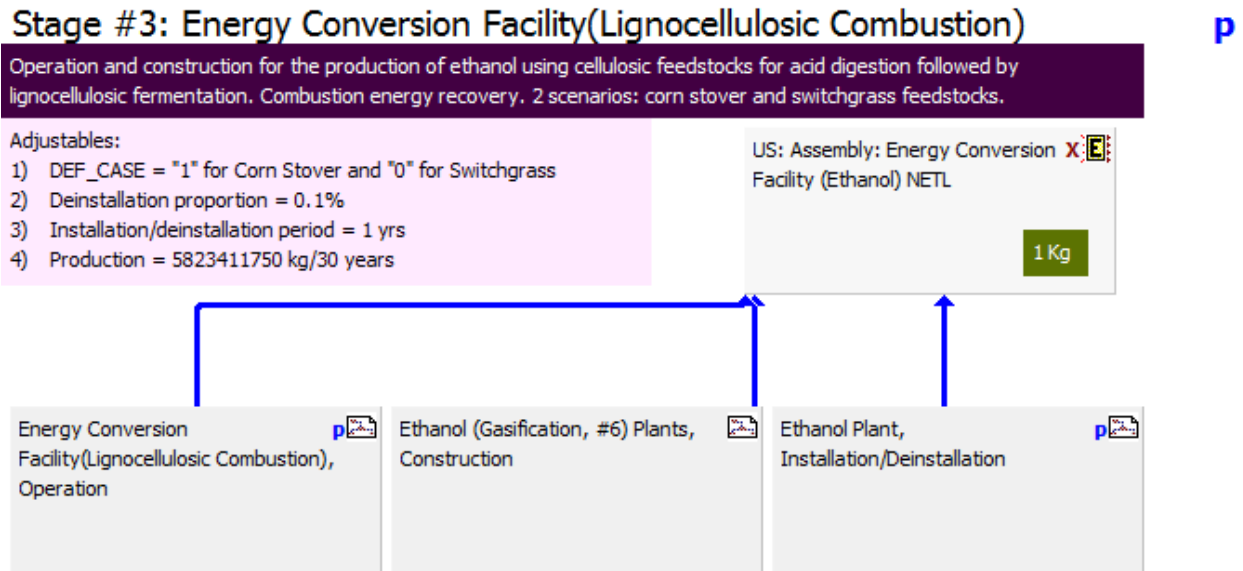 Stage #3: Energy Conversion Facility(Lignocellulosic Combustion)
p
Operation and construction for the production of ethanol using cellulosic feedstocks for acid digestion followed by
lignocellulosic fermentation. Combustion energy recovery. 2 scenarios: corn stover and switchgrass feedstocks.
Adjustables:
1) DEF_CASE = "1" for Corn Stover and "0" for Switchgrass
2) Deinstallation proportion = 0.1%
3) Installation/deinstallation period = 1 yrs
4) Production = 5823411750 kg/30 years
US: Assembly: Energy Conversion X E
Facility (Ethanol) NETL
1 Kg
Energy Conversion p
Facility(Lignocellulosic Combustion),
Operation
Ethanol (Gasification, #6) Plants,
Construction
Ethanol Plant, p
Installation/Deinstallation